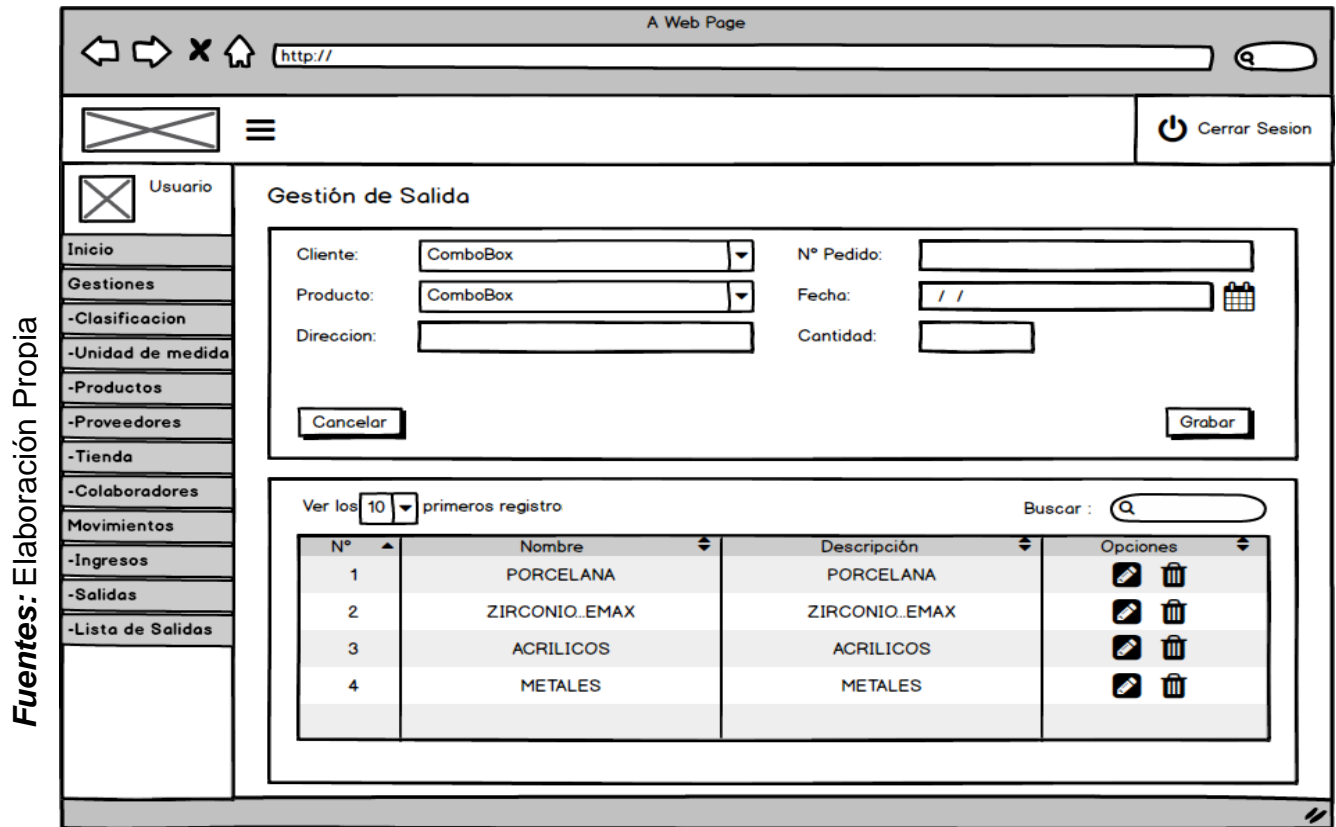 A Web Page
http://
Cerrar Sesion
Usuario
Inicio
Gestiones
-Clasificacion
-Unidad de medida
-Productos
-Proveedores
-Tienda
-Colaboradores
Movimientos
-Ingresos
-Salidas
-Lista de Salidas
Gestión de Salida
Cliente: ComboBox N° Pedido:
Producto: ComboBox Fecha: / /
Direccion: Cantidad:
Cancelar Grabar
Ver los 10 primeros registro Buscar :
N° Nombre Descripción Opciones
1 PORCELANA PORCELANA
2 ZIRCONIO...EMAX ZIRCONIO...EMAX
3 ACRILICOS ACRILICOS
4 METALES METALES
Fuentes: Elaboración Propia